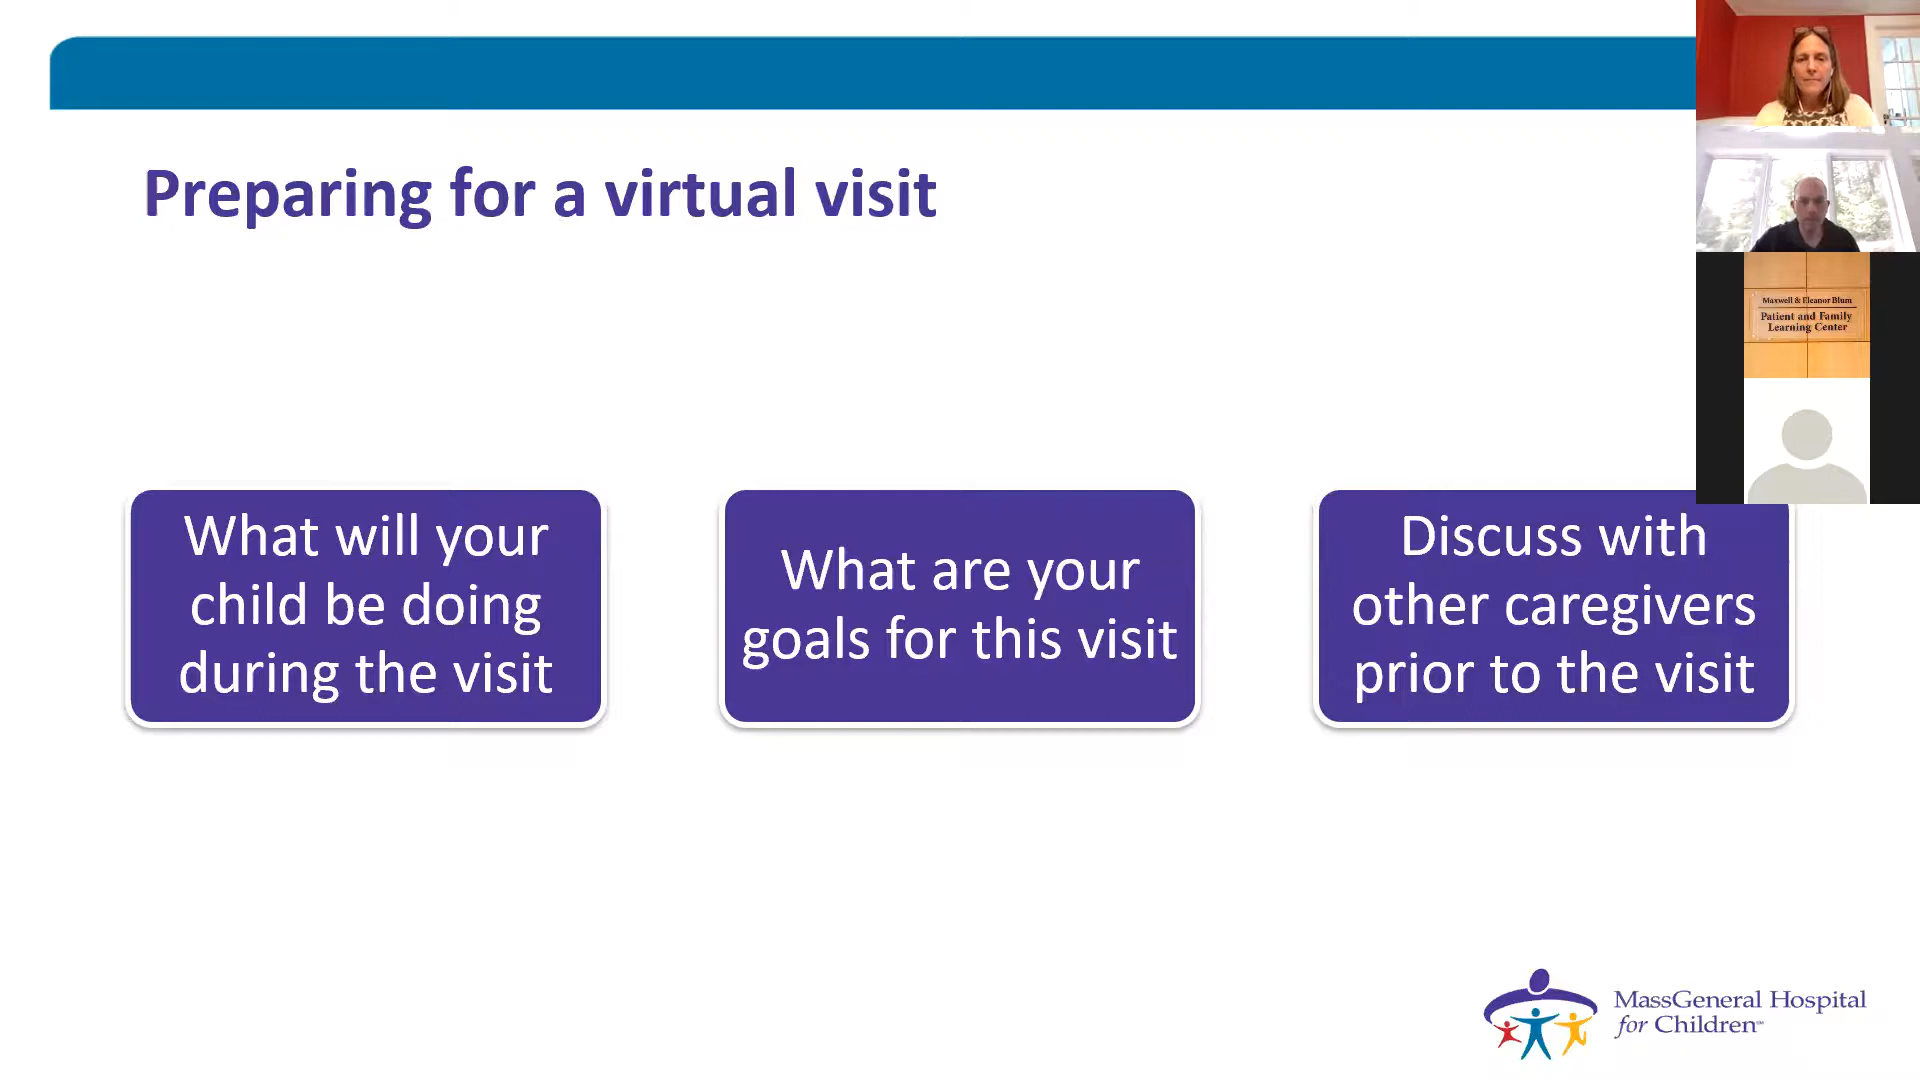 Preparing for a virtual visit
What will your
child be doing
during the visit
What are your
goals for this visit
Discuss with
other caregivers
prior to the visit
Maxwell & Eleanor Blum
Patient and Family
Learning Center
MassGeneral Hospital
for Children℠